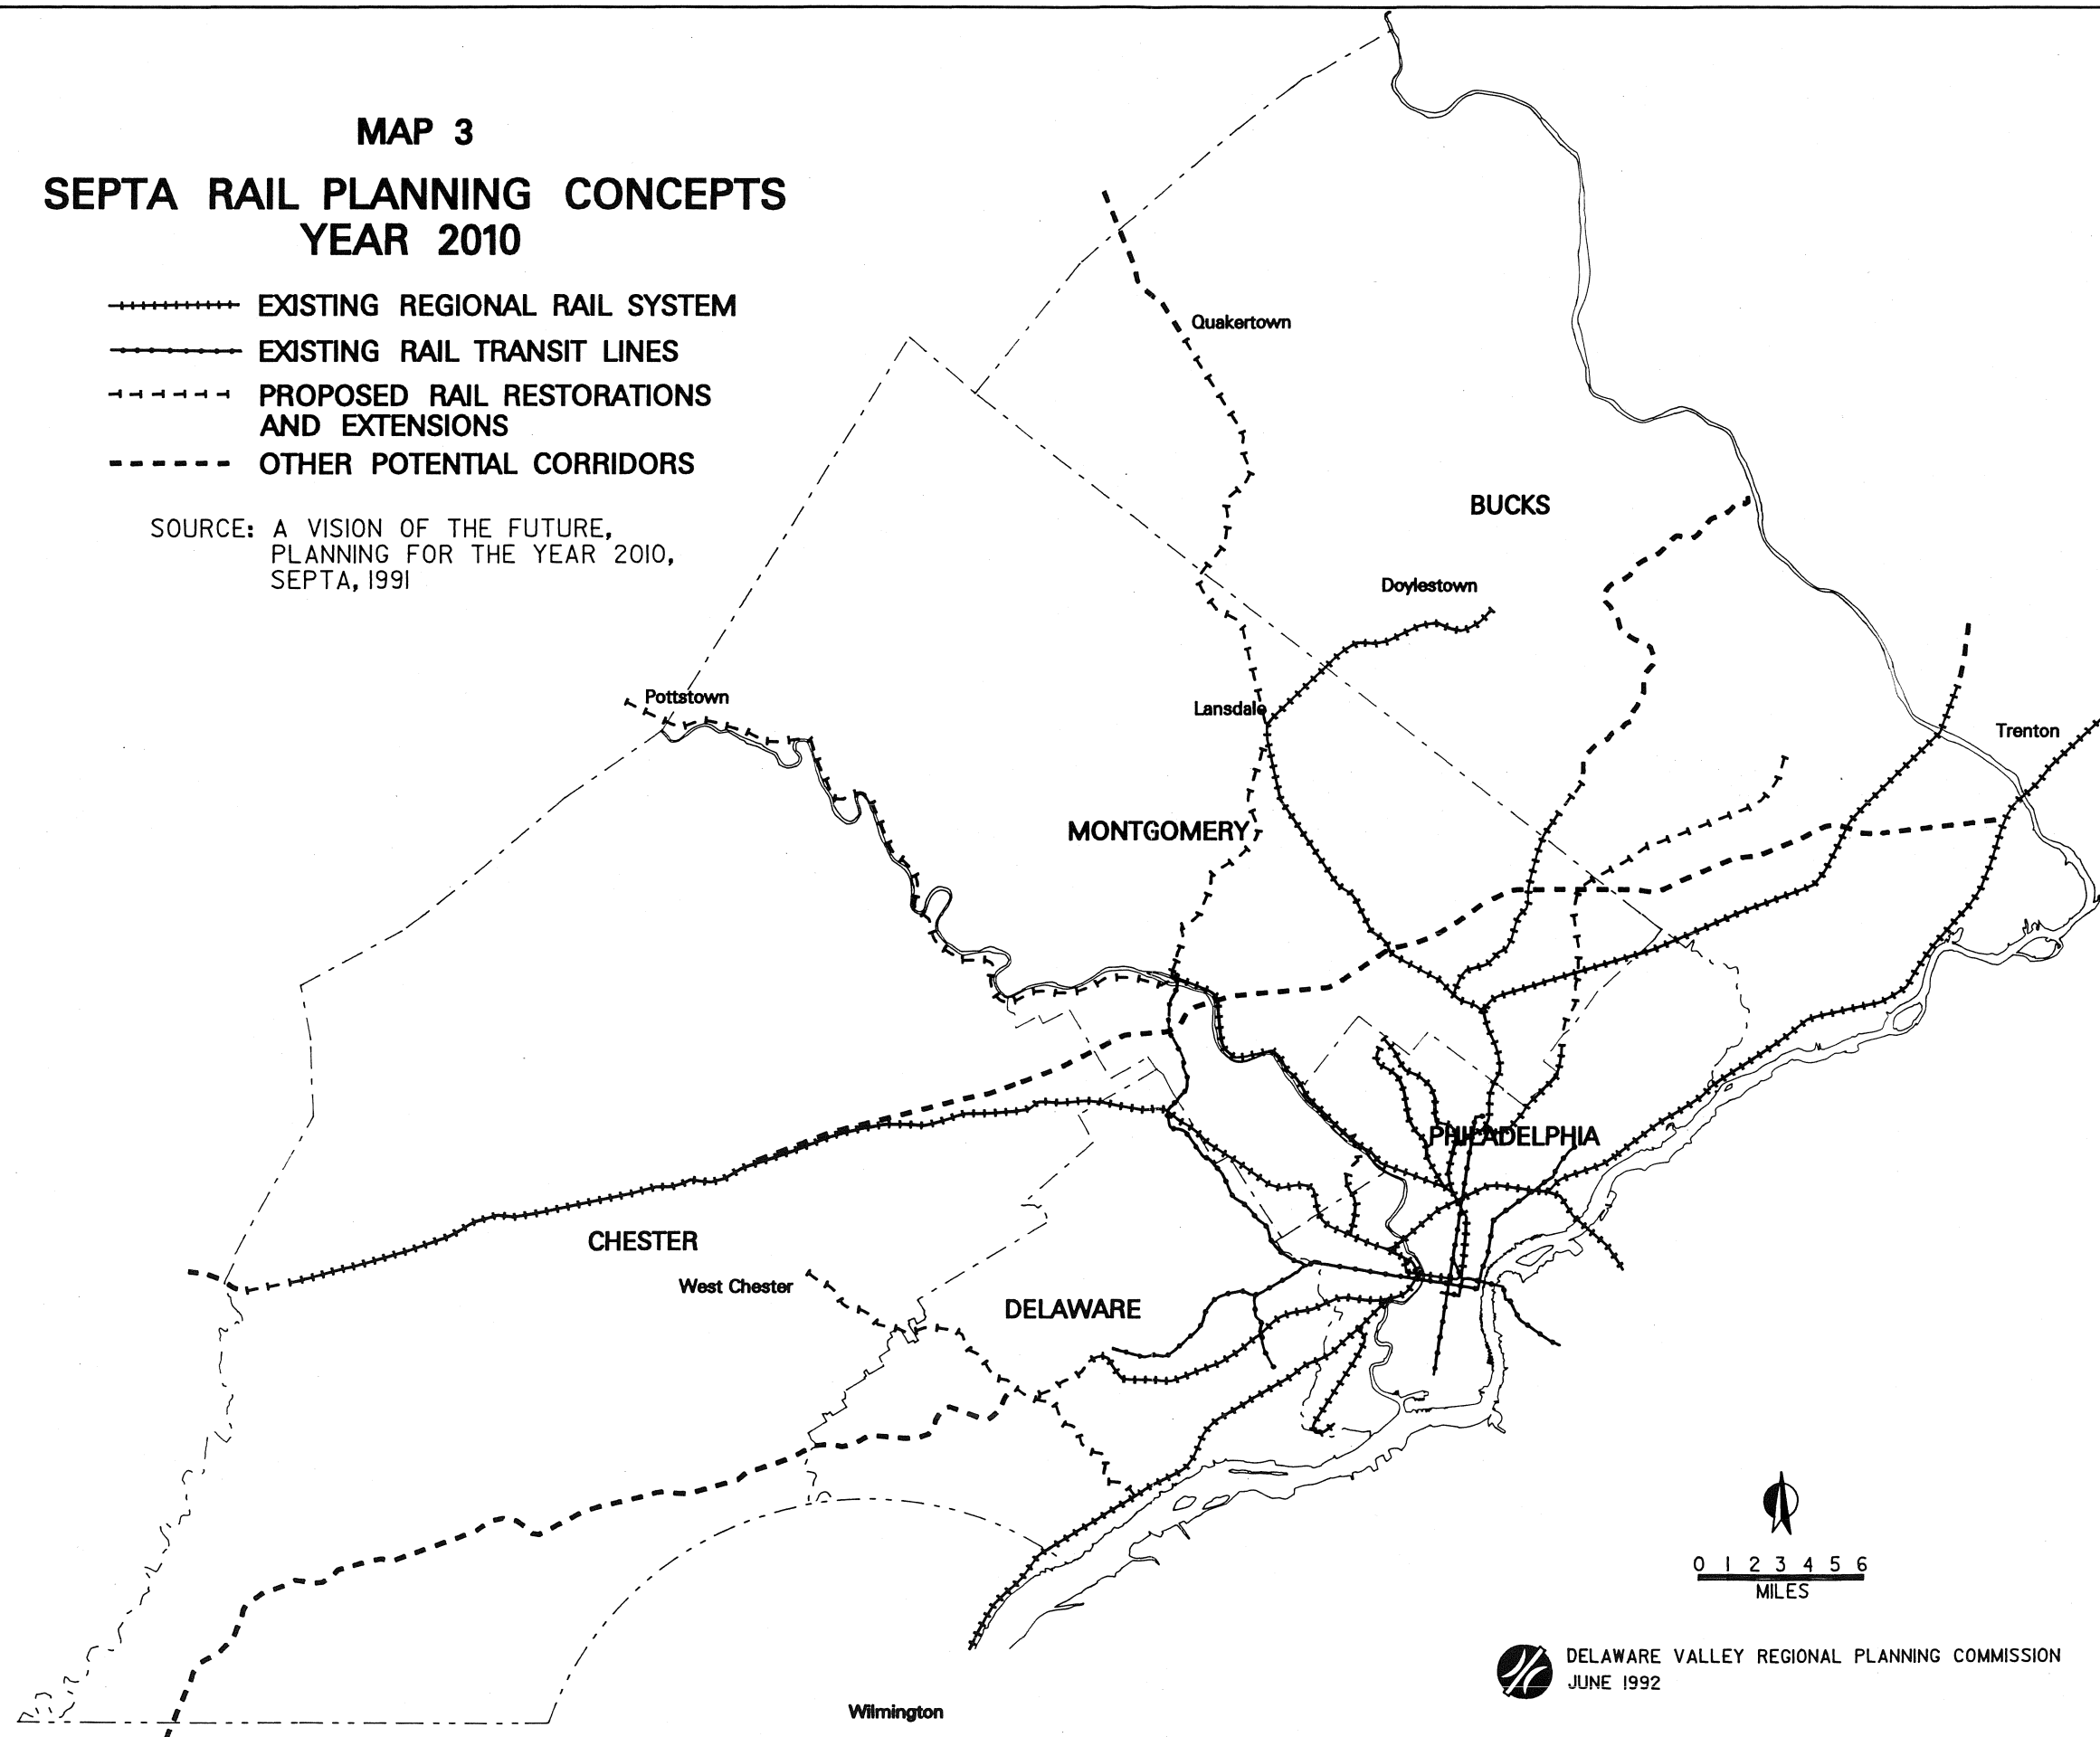 MAP 3
SEPTA RAIL PLANNING CONCEPTS
YEAR 2010
EXISTING REGIONAL RAIL SYSTEM
EXISTING RAIL TRANSIT LINES
PROPOSED RAIL RESTORATIONS
AND EXTENSIONS
OTHER POTENTIAL CORRIDORS
SOURCE: A VISION OF THE FUTURE,
PLANNING FOR THE YEAR 2010,
SEPTA, 1991
Quakertown
BUCKS
Doylestown
Pottstown
Lansdale
Trenton
MONTGOMERY
PHILADELPHIA
CHESTER
West Chester
DELAWARE
0 1 2 3 4 5 6
MILES
DELAWARE VALLEY REGIONAL PLANNING COMMISSION
JUNE 1992
Wilmington